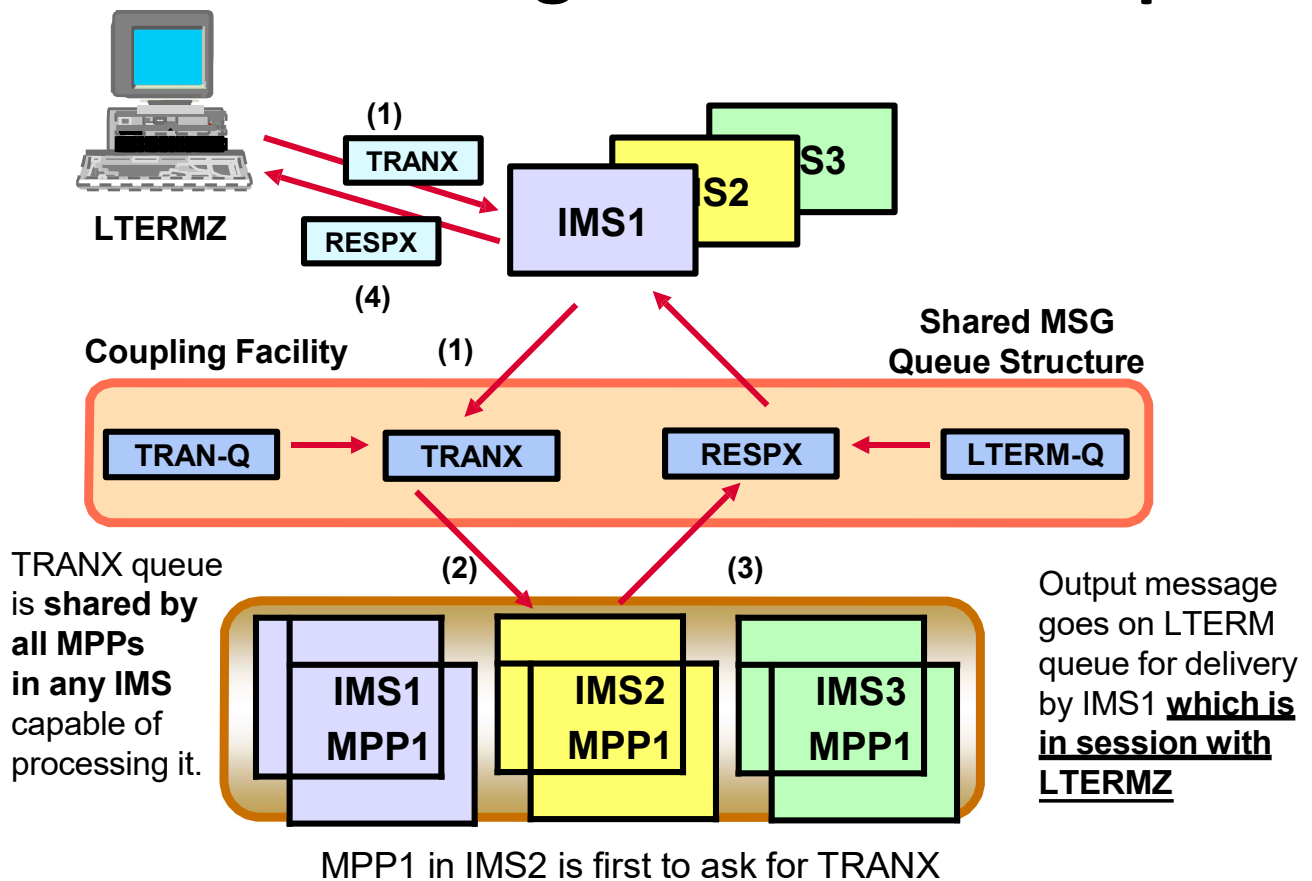 (1)
TRANX
LTERMZ
RESPX
(4)
IMS1
IS2
S3
Coupling Facility
(1)
Shared MSG
Queue Structure
TRAN-Q
TRANX
RESPX
LTERM-Q
TRANX queue
is shared by
all MPPs
in any IMS
capable of
processing it.
(2)
(3)
IMS1
MPP1
IMS2
MPP1
IMS3
MPP1
Output message
goes on LTERM
queue for delivery
by IMS1 which is
in session with
LTERMZ
MPP1 in IMS2 is first to ask for TRANX